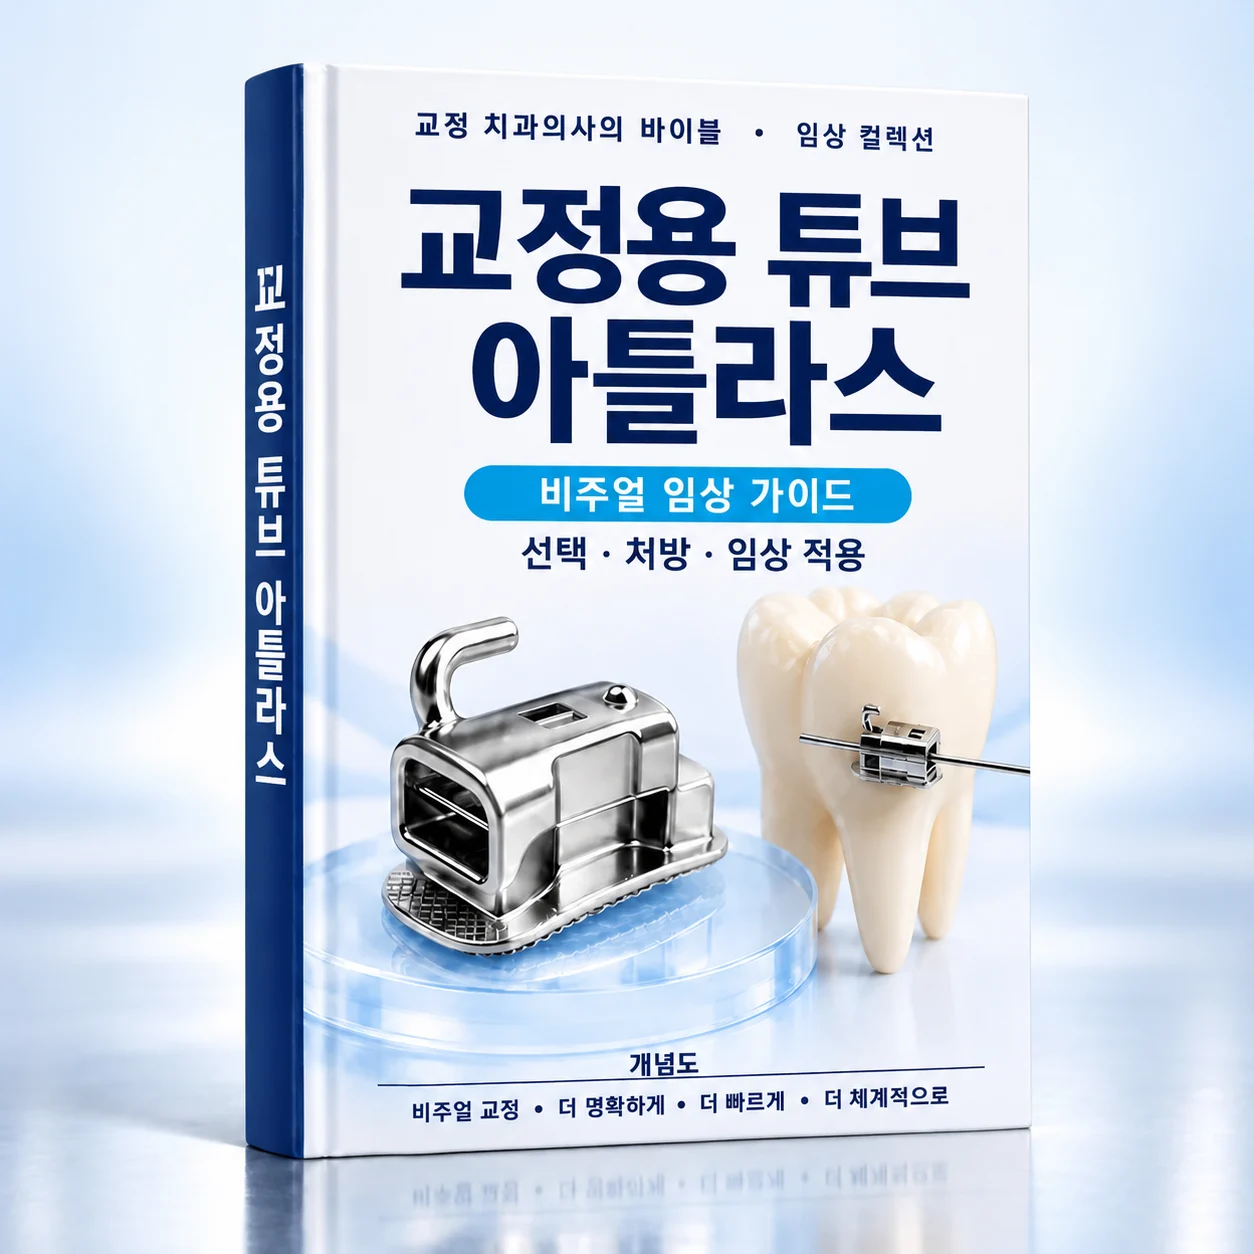 교정 치과의사의 바이블 • 임상 컬렉션
교정용 튜브
아틀라스
비주얼 임상 가이드
선택 · 처방 · 임상 적용
개념도
비주얼 교정 • 더 명확하게 • 더 빠르게 • 더 체계적으로
교정용 튜브 아틀라스